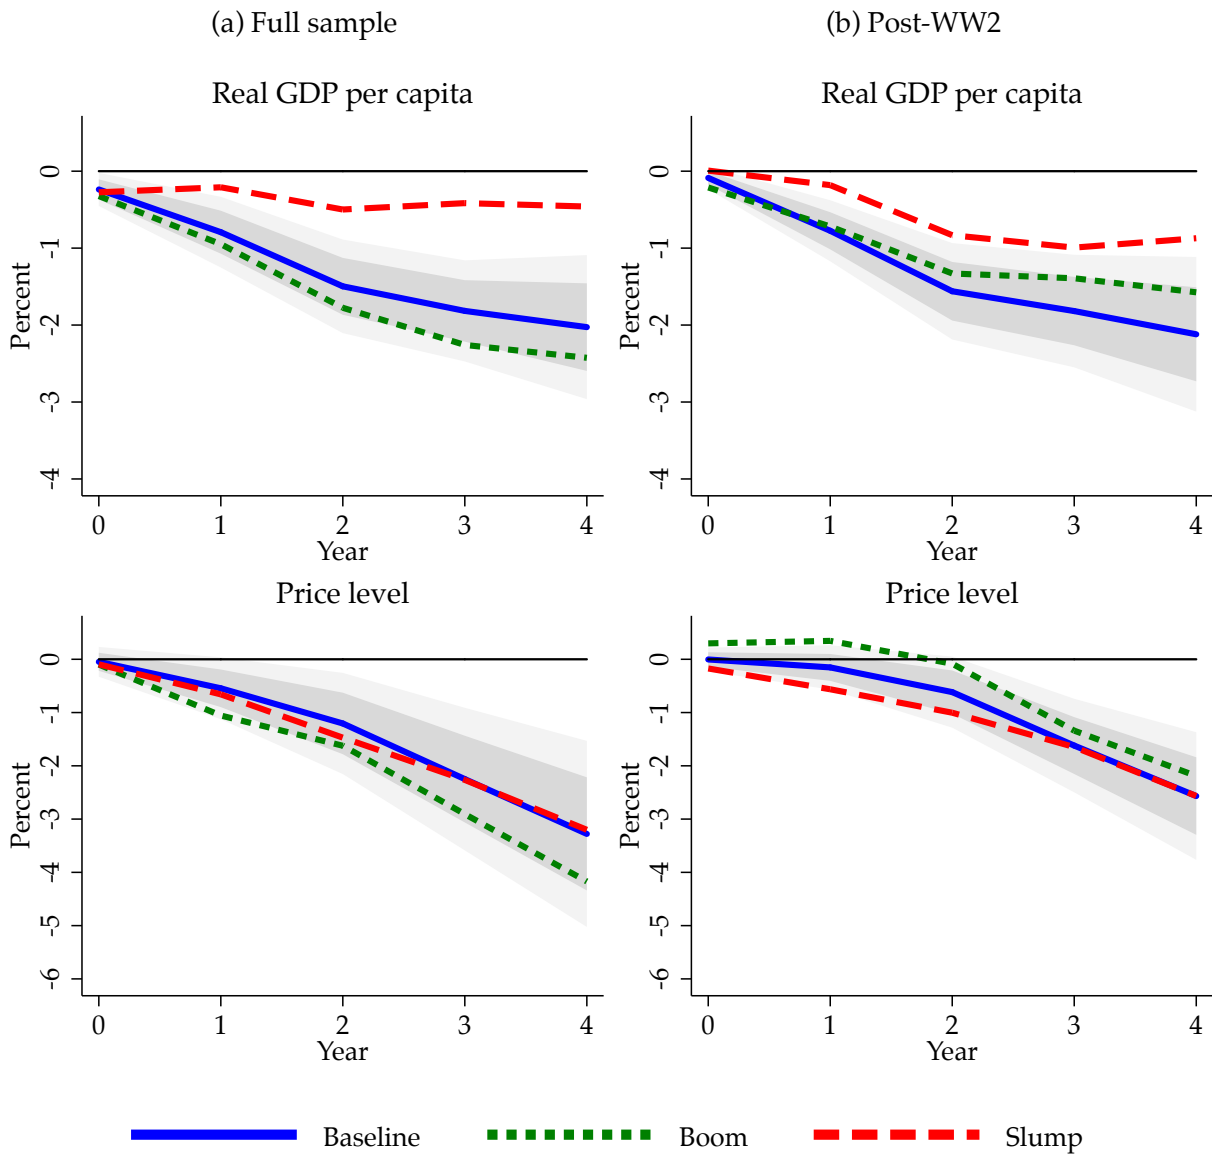 (a) Full sample
(b) Post-WW2
Real GDP per capita
Percent
0
-1
-2
-3
-4
0 1 2 3 4
Year
Real GDP per capita
Percent
0
-1
-2
-3
-4
0 1 2 3 4
Year
Price level
Percent
0
-1
-2
-3
-4
-5
-6
0 1 2 3 4
Year
Price level
Percent
0
-1
-2
-3
-4
-5
-6
0 1 2 3 4
Year
Baseline Boom Slump